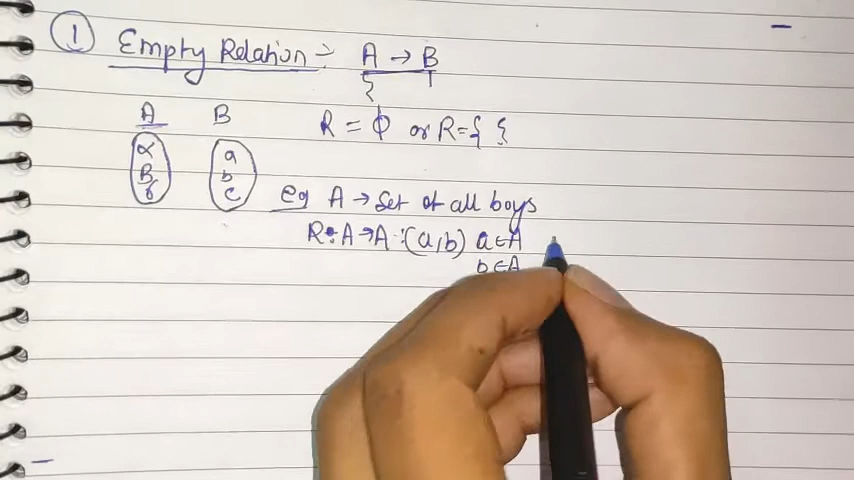 1 Empty Relation :- A → B
A B R = ϕ or R = { }
α a
β b
γ c
eg A → Set of all boys
R : A → A : (a, b) a ∈ A
b ∈ A